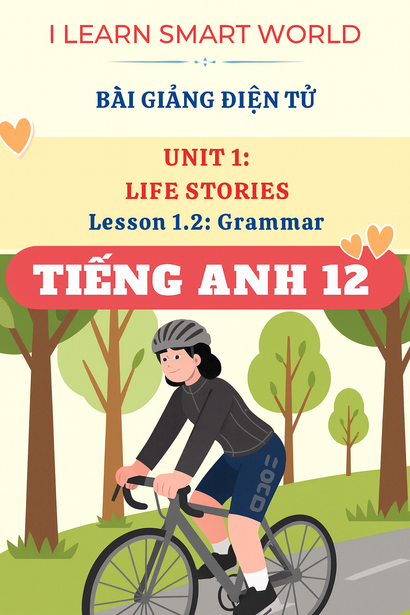 I LEARN SMART WORLD
BÀI GIẢNG ĐIỆN TỬ
UNIT 1:
LIFE STORIES
Lesson 1.2: Grammar
TIẾNG ANH 12